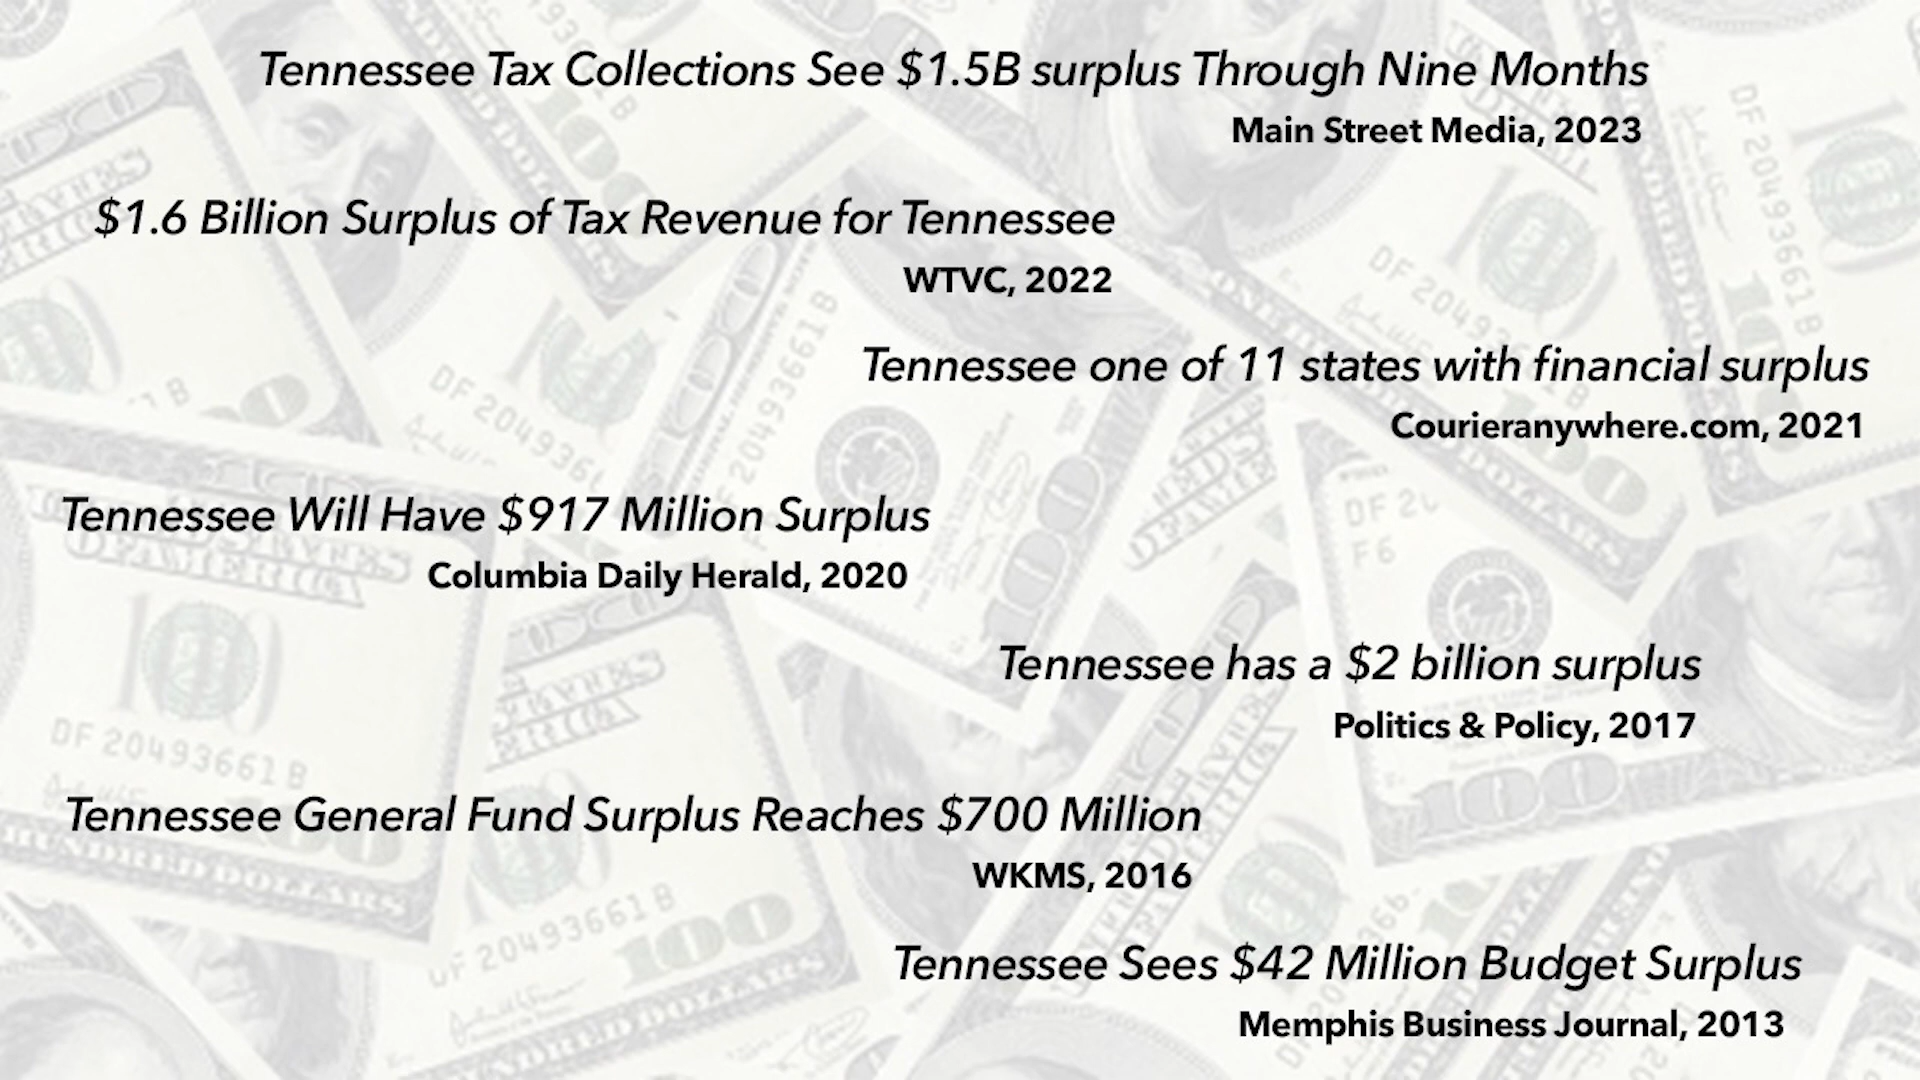 Tennessee Tax Collections See $1.5B surplus Through Nine Months
Main Street Media, 2023
$1.6 Billion Surplus of Tax Revenue for Tennessee
WTVC, 2022
Tennessee one of 11 states with financial surplus
Courieranywhere.com, 2021
Tennessee Will Have $917 Million Surplus
Columbia Daily Herald, 2020
Tennessee has a $2 billion surplus
Politics & Policy, 2017
Tennessee General Fund Surplus Reaches $700 Million
WKMS, 2016
Tennessee Sees $42 Million Budget Surplus
Memphis Business Journal, 2013